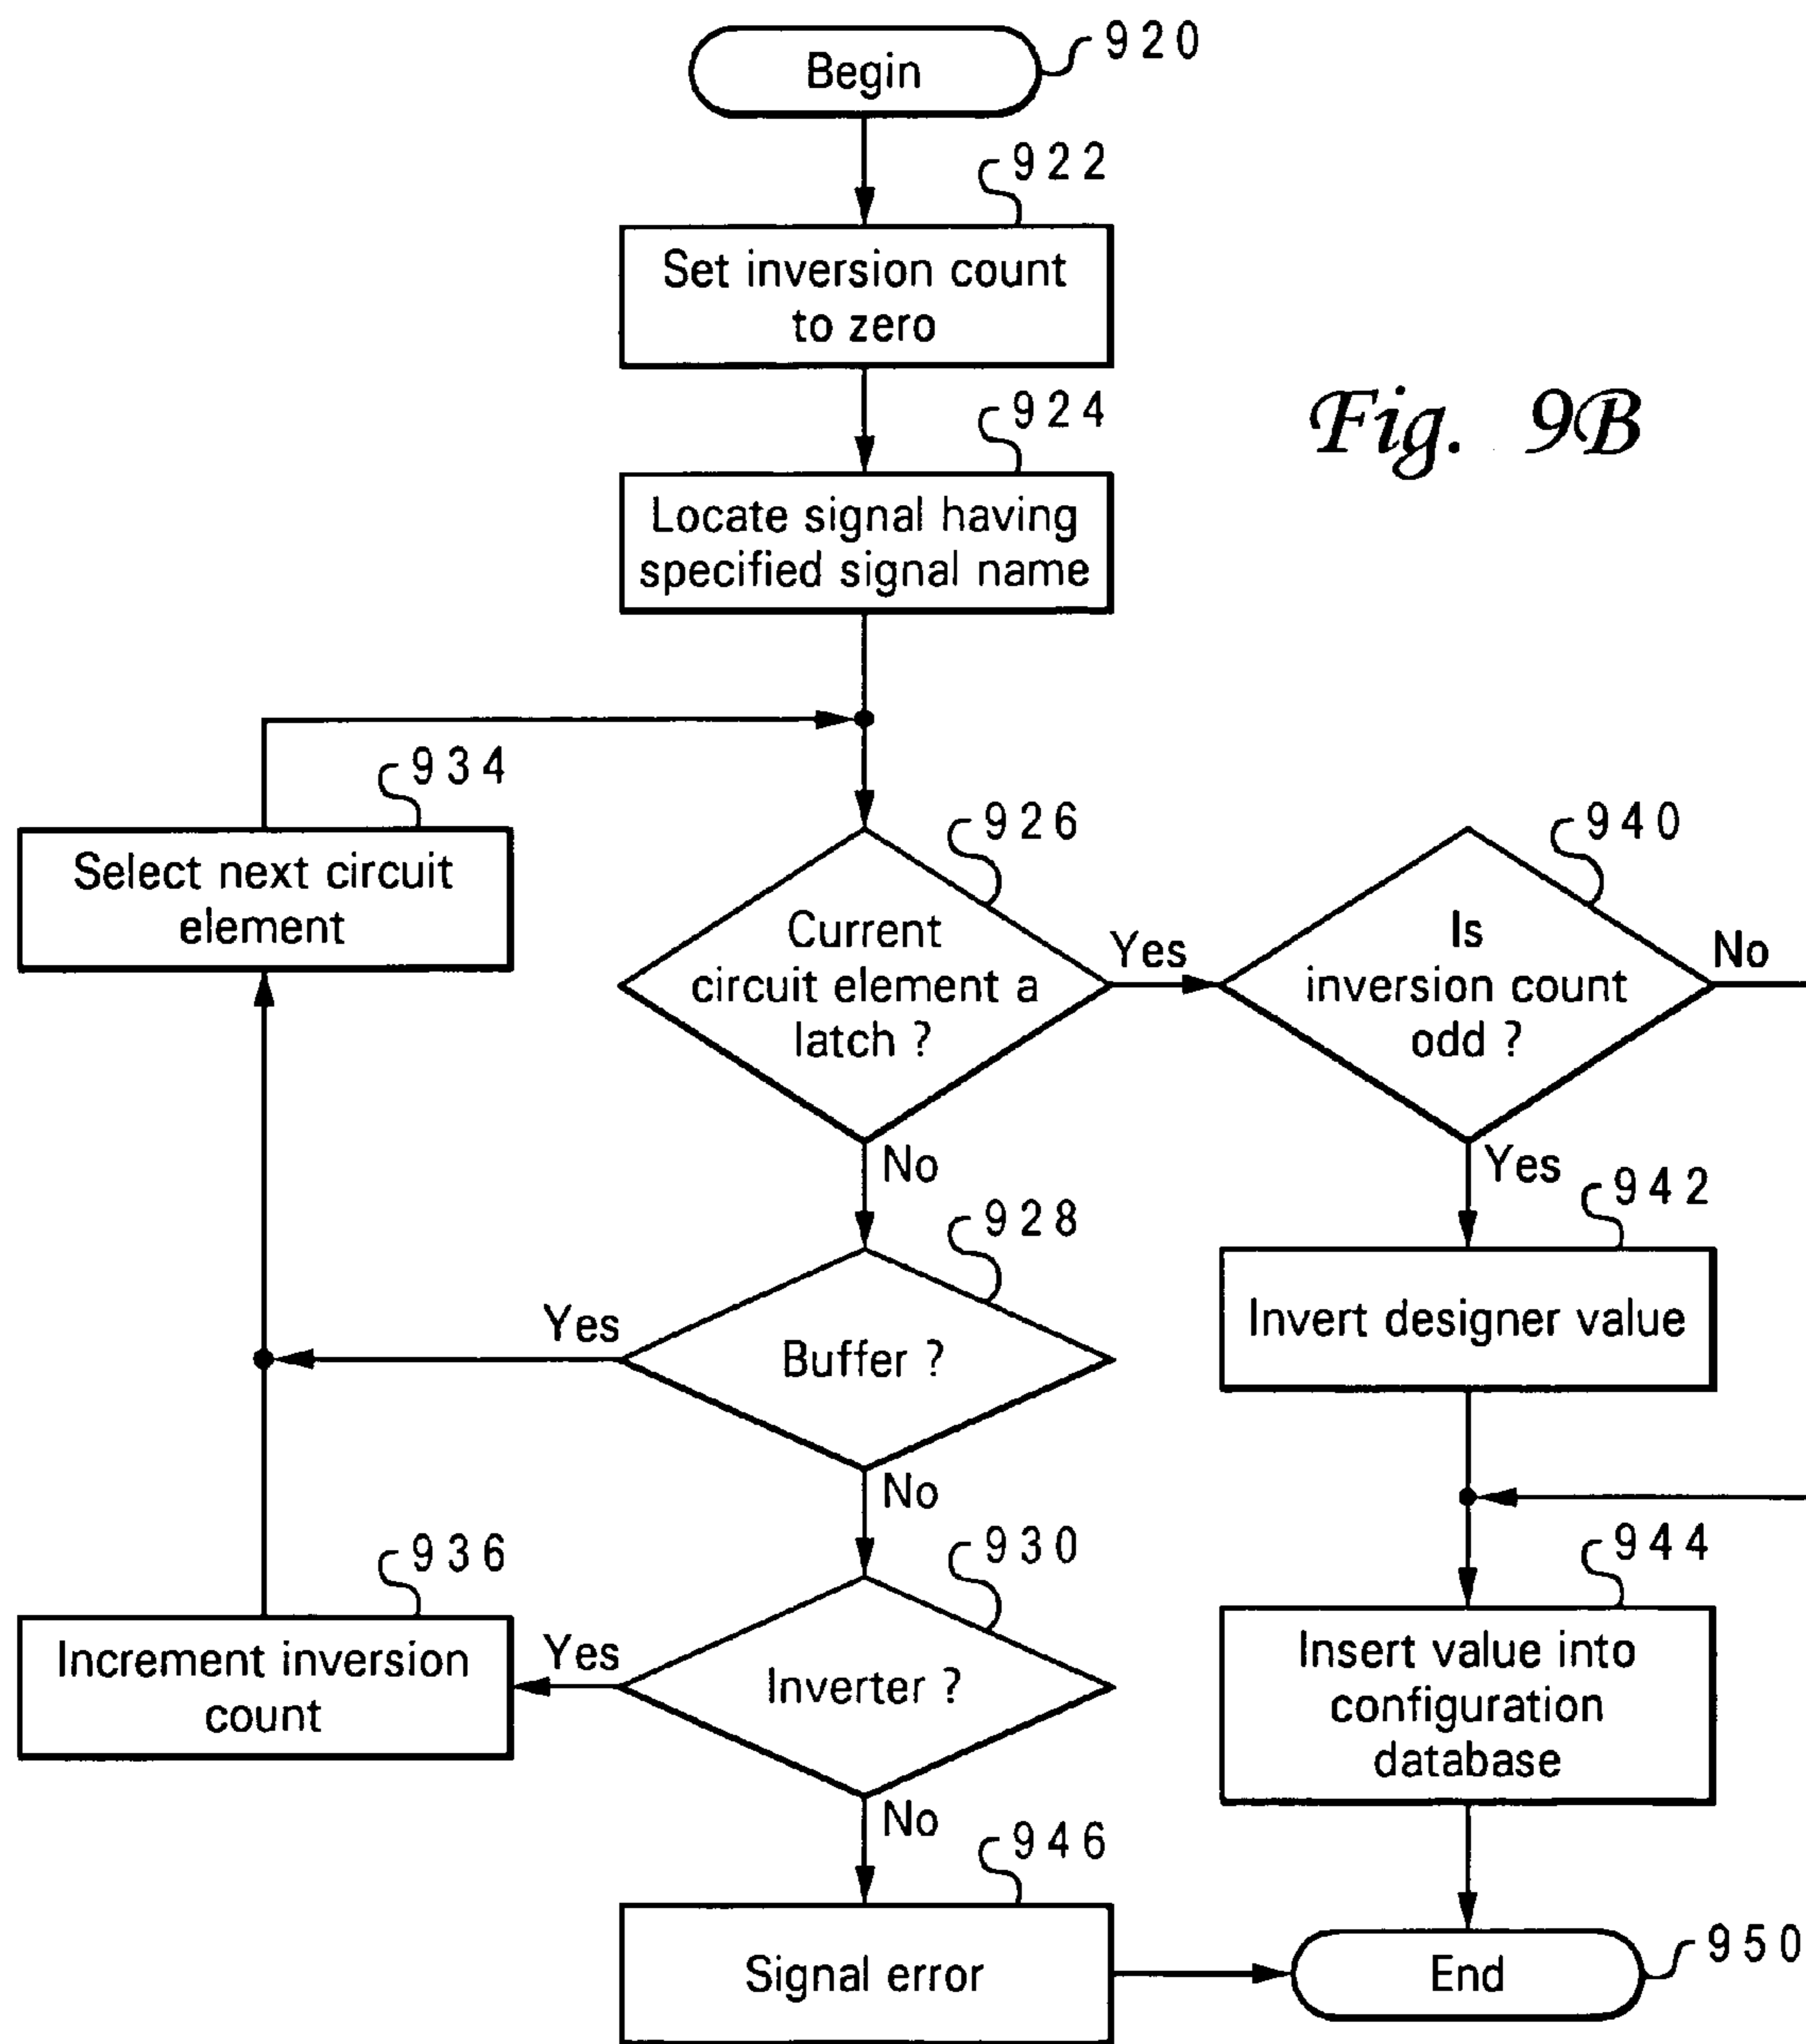 Begin
920
922
Set inversion count
to zero
Fig. 9B
924
Locate signal having
specified signal name
934
Select next circuit
element
926
Current
circuit element a
latch ?
Yes
940
Is
inversion count
odd ?
No
No
Yes
942
Invert designer value
928
Buffer ?
Yes
No
930
Inverter ?
Yes
936
Increment inversion
count
944
Insert value into
configuration
database
No
946
Signal error
End
950